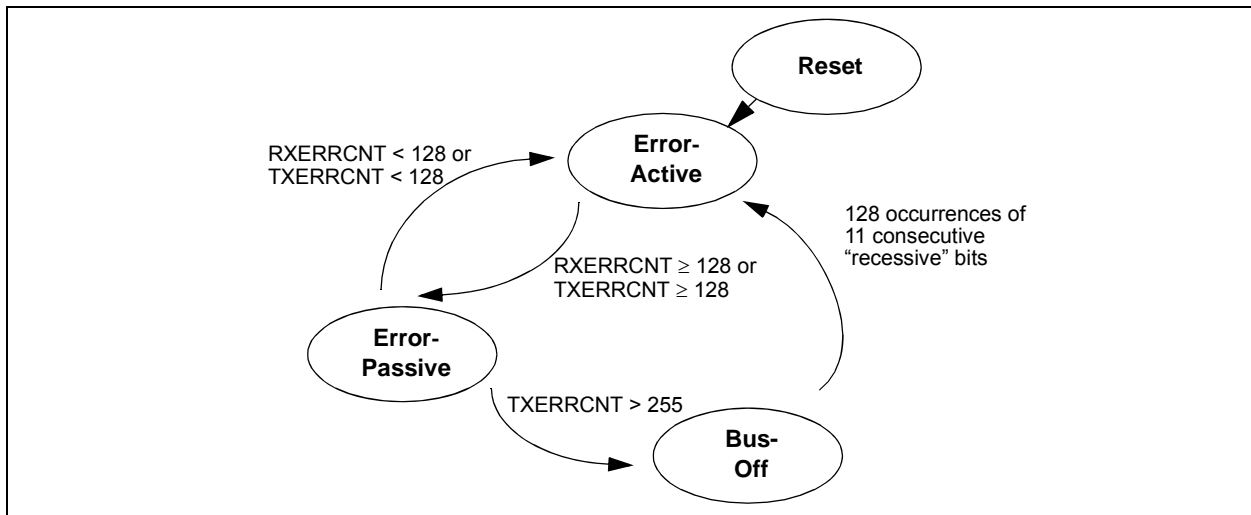 Reset
Error-
Active
RXERRCNT < 128 or
TXERRCNT < 128
128 occurrences of
11 consecutive
“recessive” bits
RXERRCNT ≥ 128 or
TXERRCNT ≥ 128
Error-
Passive
TXERRCNT > 255
Bus-
Off